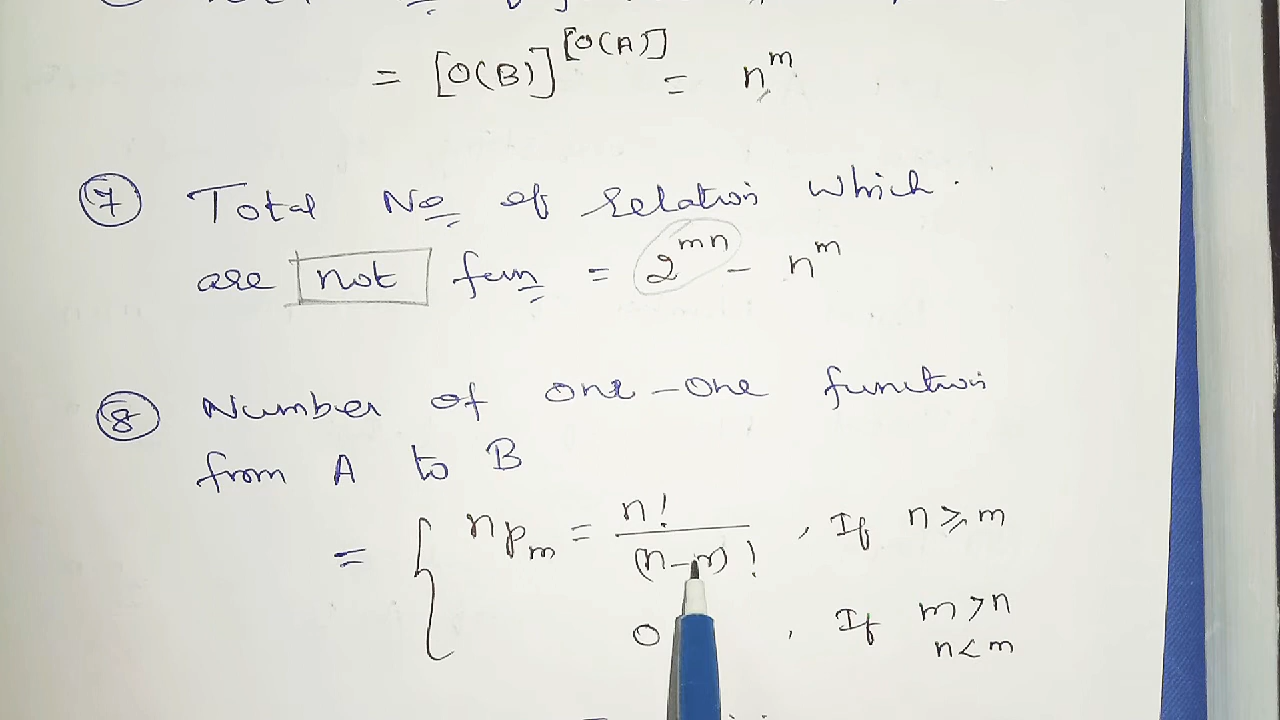 = [O(B)]^[O(A)] = n^m
⑦ Total No of relation which
are not fun = 2^mn - n^m
⑧ Number of one-one function
from A to B
= { nPm = n!/(n-m)! , If n ≥ m
0 , If m > n
n < m